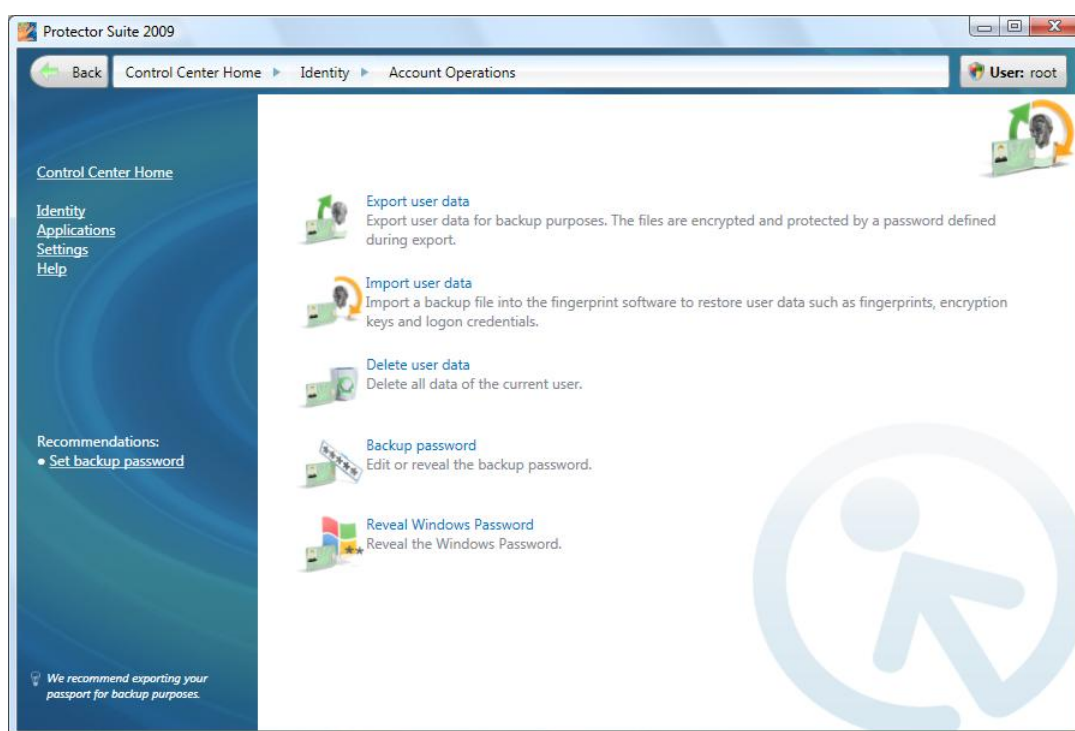 Protector Suite 2009
Back
Control Center Home
Identity
Account Operations
User: root
Control Center Home
Identity
Applications
Settings
Help
Recommendations:
• Set backup password
We recommend exporting your
passport for backup purposes.
Export user data
Export user data for backup purposes. The files are encrypted and protected by a password defined
during export.
Import user data
Import a backup file into the fingerprint software to restore user data such as fingerprints, encryption
keys and logon credentials.
Delete user data
Delete all data of the current user.
Backup password
Edit or reveal the backup password.
Reveal Windows Password
Reveal the Windows Password.